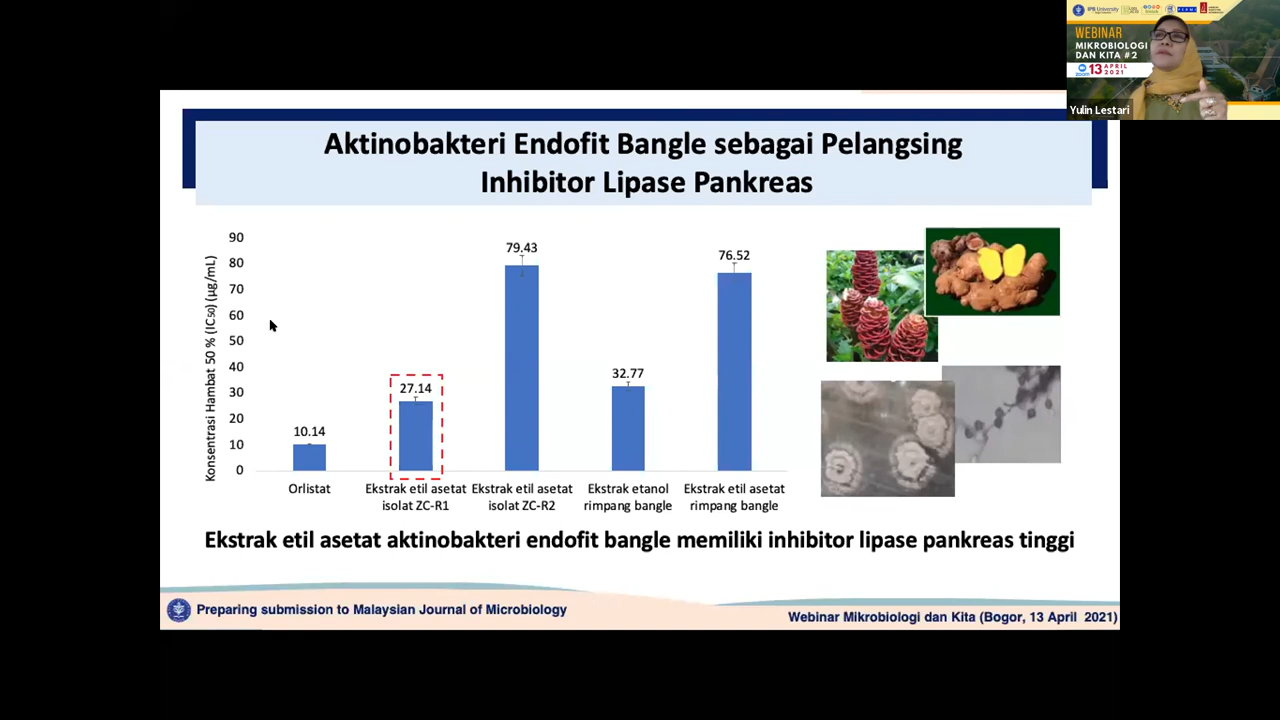 IPB University
WEBINAR
MIKROBIOLOGI
DAN KITA #2
zoom 13 APRIL 2021
Yulin Lestari
Aktinobakteri Endofit Bangle sebagai Pelangsing
Inhibitor Lipase Pankreas
Konsentrasi Hambat 50 % (IC50) (µg/mL)
90
80
70
60
50
40
30
20
10
0
10.14
27.14
79.43
32.77
76.52
Orlistat
Ekstrak etil asetat
isolat ZC-R1
Ekstrak etil asetat
isolat ZC-R2
Ekstrak etanol
rimpang bangle
Ekstrak etil asetat
rimpang bangle
Ekstrak etil asetat aktinobakteri endofit bangle memiliki inhibitor lipase pankreas tinggi
Preparing submission to Malaysian Journal of Microbiology
Webinar Mikrobiologi dan Kita (Bogor, 13 April 2021)